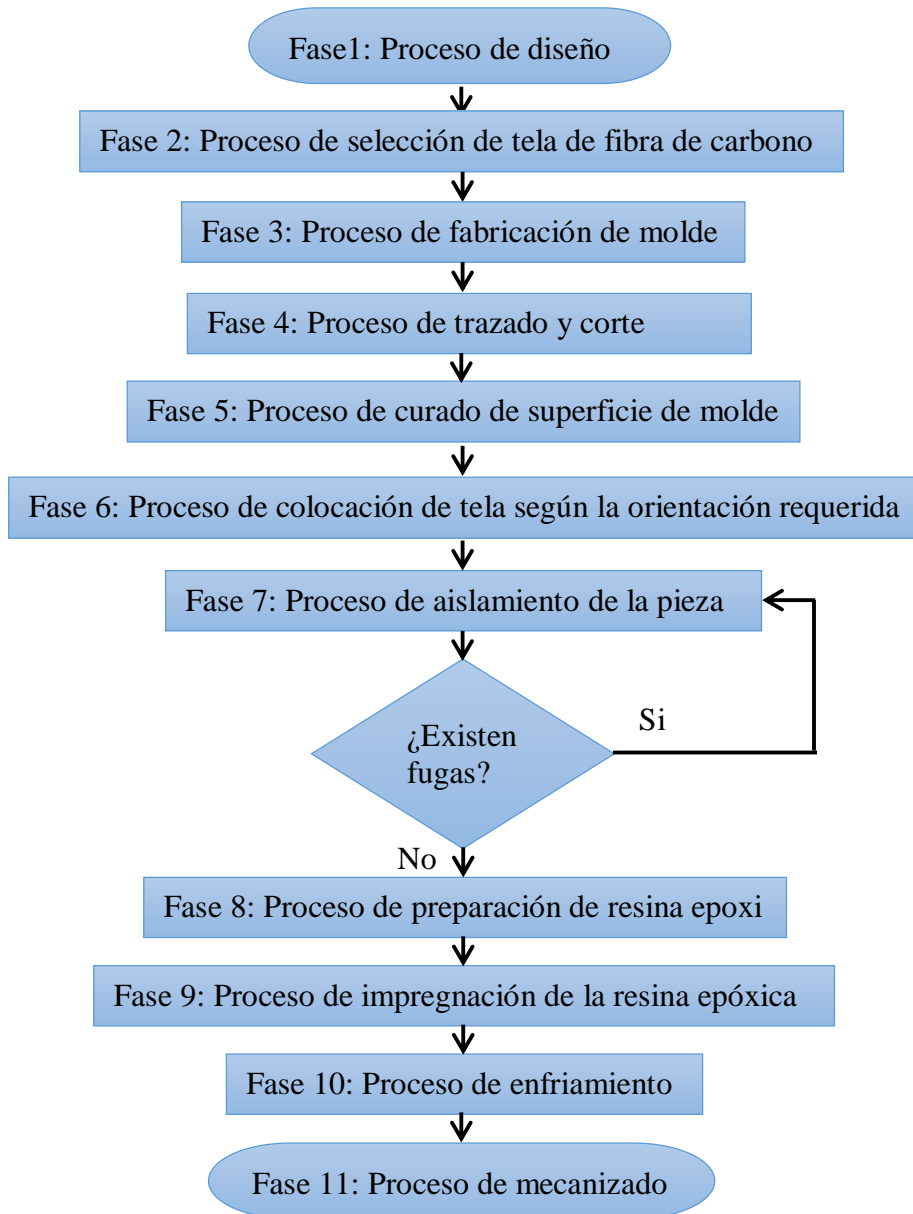 Fase1: Proceso de diseño
Fase 2: Proceso de selección de tela de fibra de carbono
Fase 3: Proceso de fabricación de molde
Fase 4: Proceso de trazado y corte
Fase 5: Proceso de curado de superficie de molde
Fase 6: Proceso de colocación de tela según la orientación requerida
Fase 7: Proceso de aislamiento de la pieza
¿Existen
fugas?
Si
No
Fase 8: Proceso de preparación de resina epoxi
Fase 9: Proceso de impregnación de la resina epóxica
Fase 10: Proceso de enfriamiento
Fase 11: Proceso de mecanizado